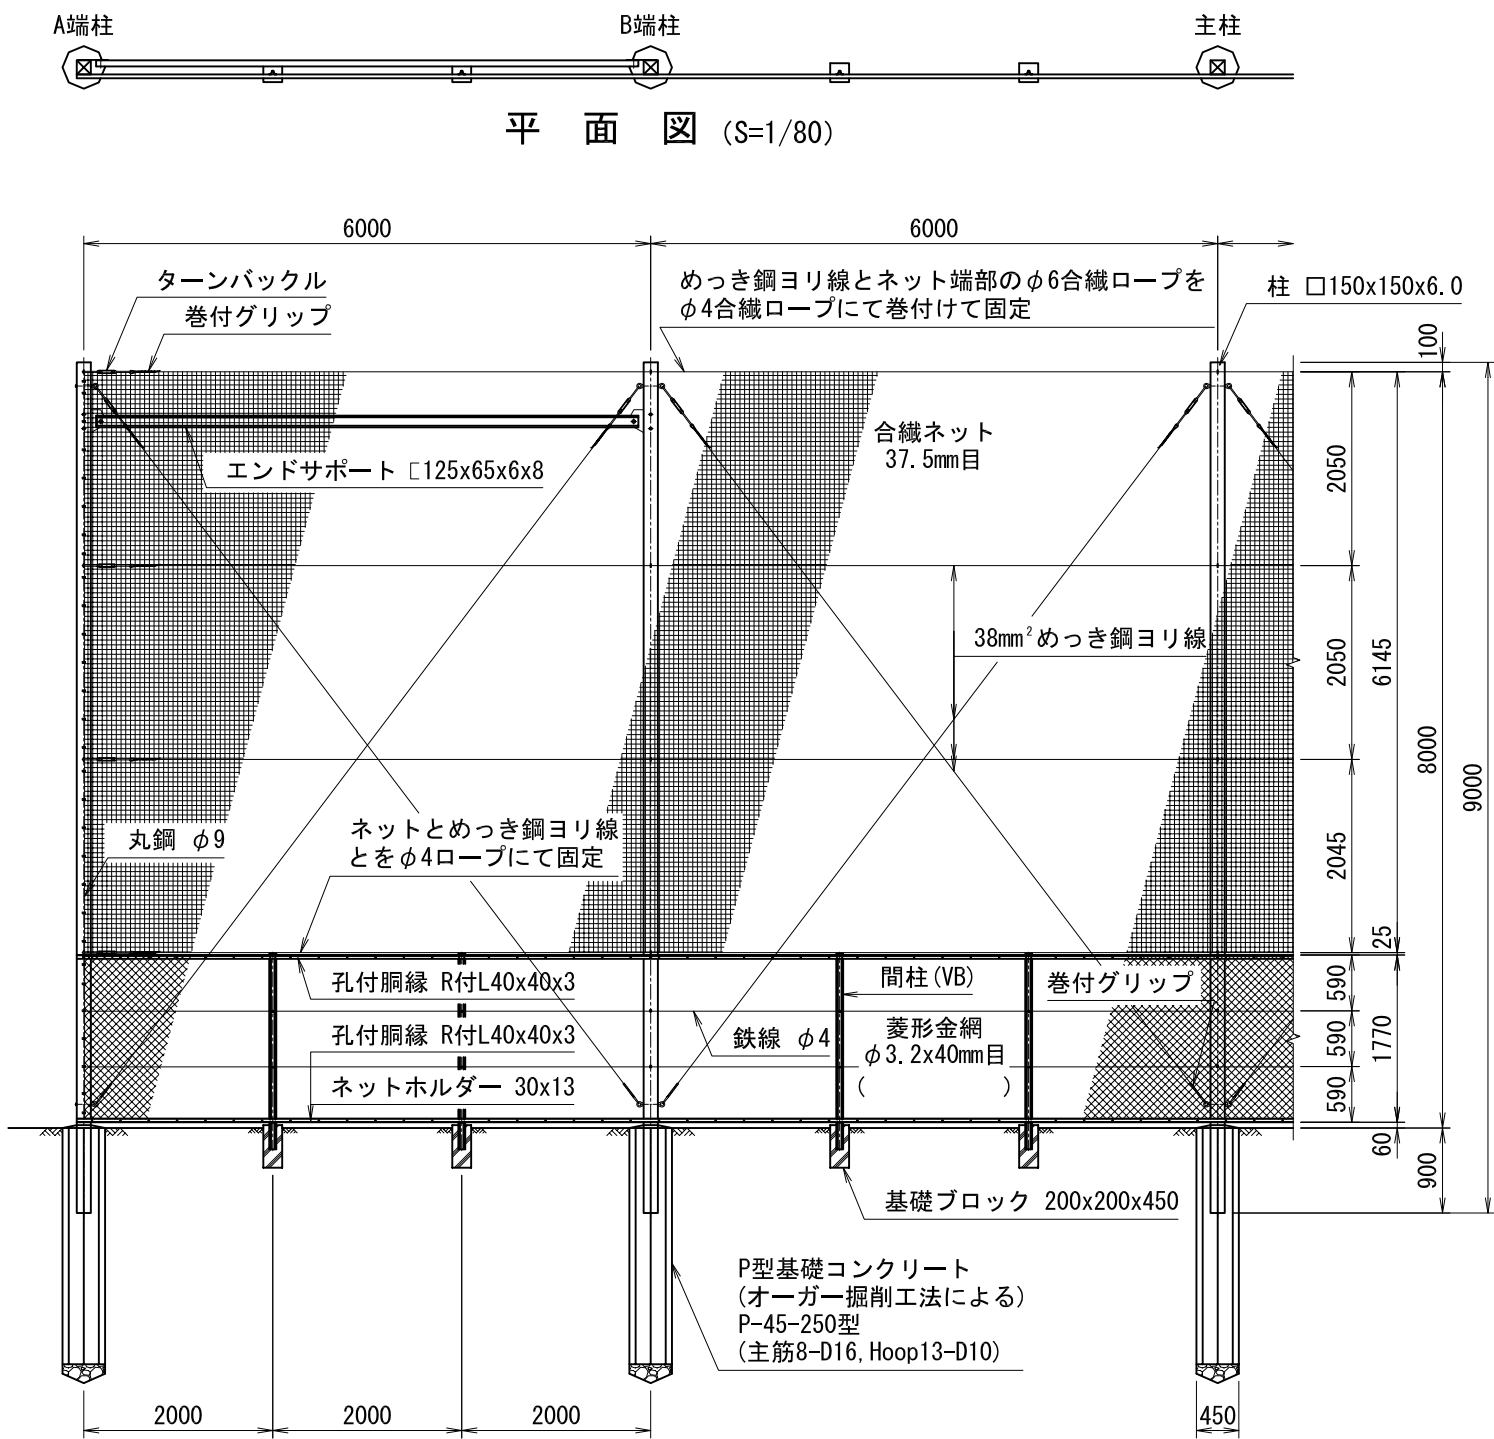 A端柱
B端柱
主柱
平 面 図 (S=1/80)
6000
6000
ターンバックル
巻付グリップ
めっき鋼ヨリ線とネット端部のφ6合繊ロープを
φ4合繊ロープにて巻付けて固定
柱 □150x150x6.0
100
合繊ネット
37.5mm目
エンドサポート ⊏125x65x6x8
2050
38mm²めっき鋼ヨリ線
2050
6145
8000
9000
丸鋼 φ9
ネットとめっき鋼ヨリ線
とをφ4ロープにて固定
2045
25
孔付胴縁 R付L40x40x3
間柱(VB)
巻付グリップ
590
孔付胴縁 R付L40x40x3
鉄線 φ4
菱形金網
φ3.2x40mm目
( )
590
1770
ネットホルダー 30x13
590
60
900
基礎ブロック 200x200x450
P型基礎コンクリート
(オーガー掘削工法による)
P-45-250型
(主筋8-D16,Hoop13-D10)
2000
2000
2000
450